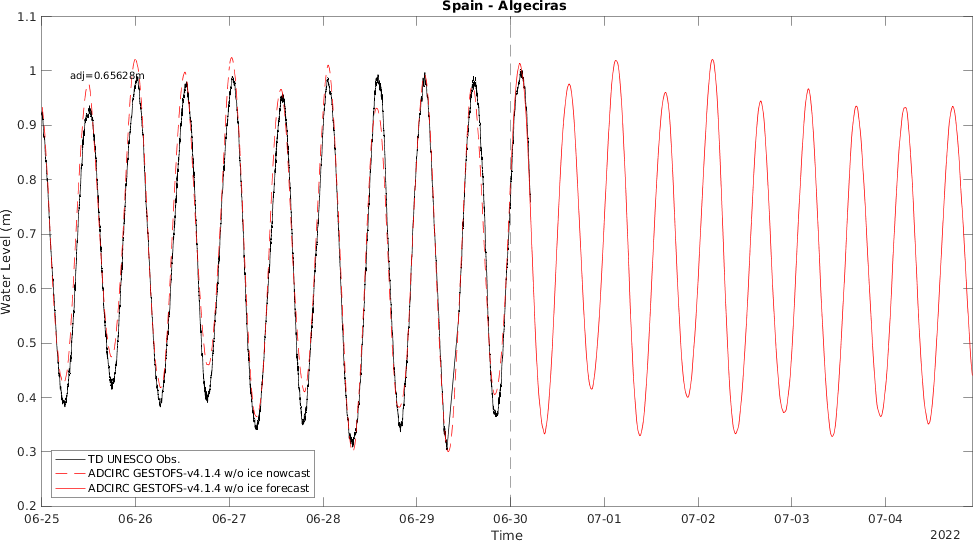 Spain - Algeciras
1.1
1
0.9
0.8
0.7
0.6
0.5
0.4
0.3
0.2
Water Level (m)
adj=0.65628m
TD UNESCO Obs.
ADCIRC GESTOFS-v4.1.4 w/o ice nowcast
ADCIRC GESTOFS-v4.1.4 w/o ice forecast
06-25 06-26 06-27 06-28 06-29 06-30 07-01 07-02 07-03 07-04
Time
2022